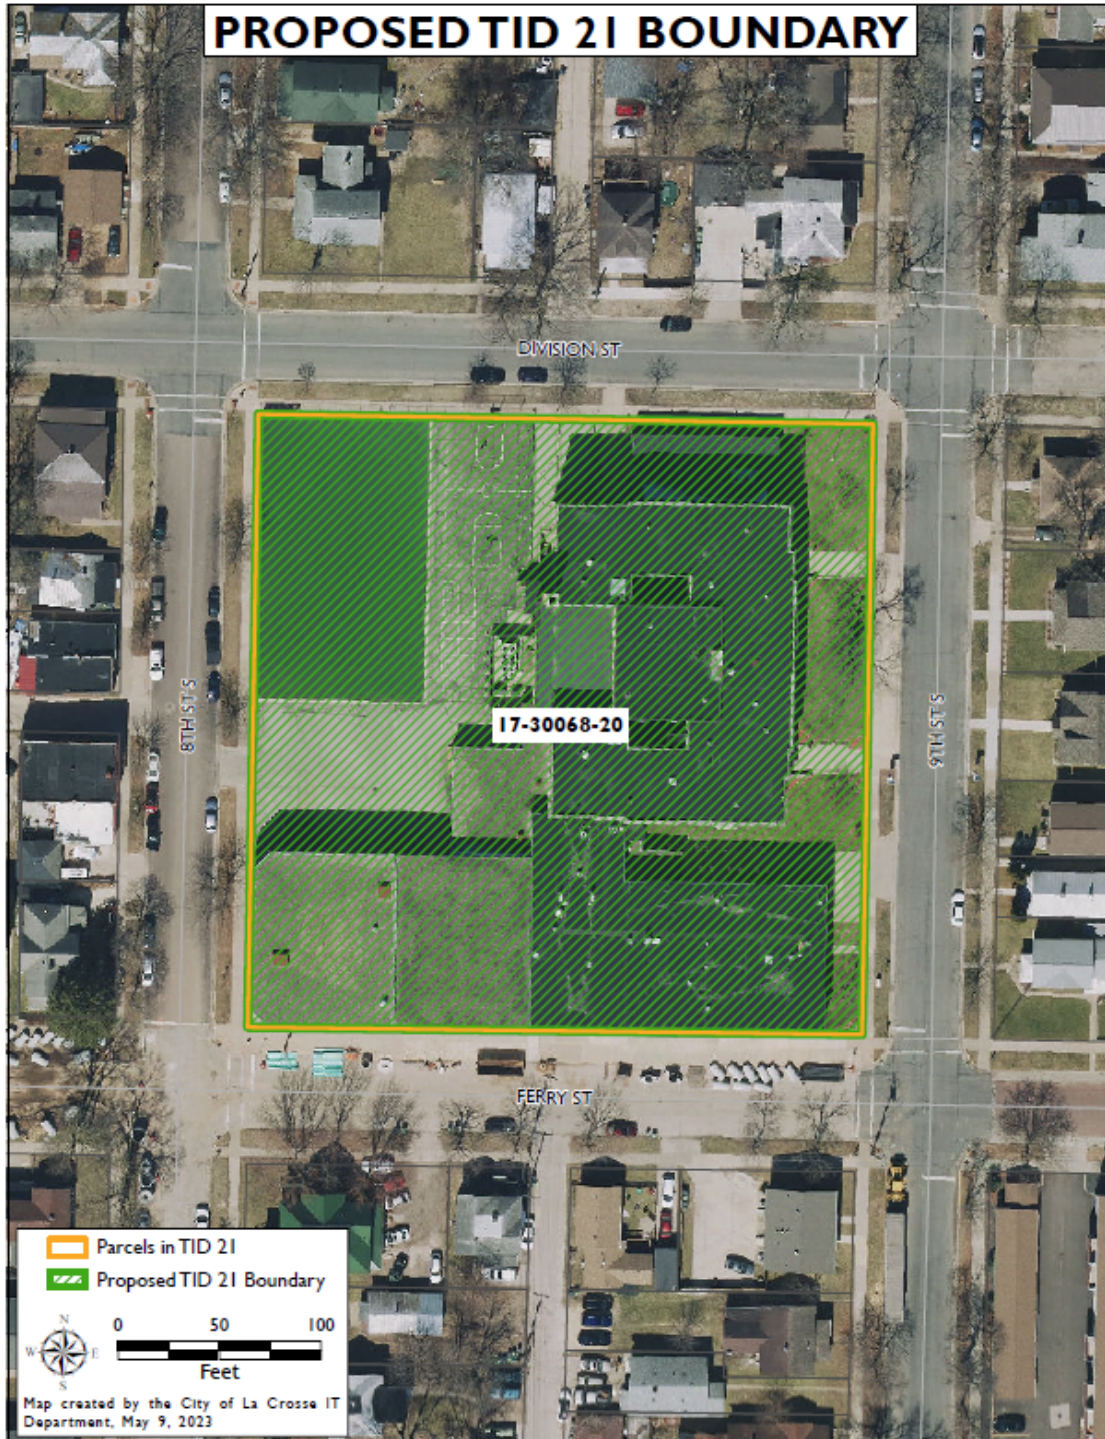 PROPOSED TID 21 BOUNDARY
DIVISION ST
8TH ST S
17-30068-20
9TH ST S
FERRY ST
Parcels in TID 21
Proposed TID 21 Boundary
N
W E
S
0 50 100
Feet
Map created by the City of La Crosse IT
Department, May 9, 2023